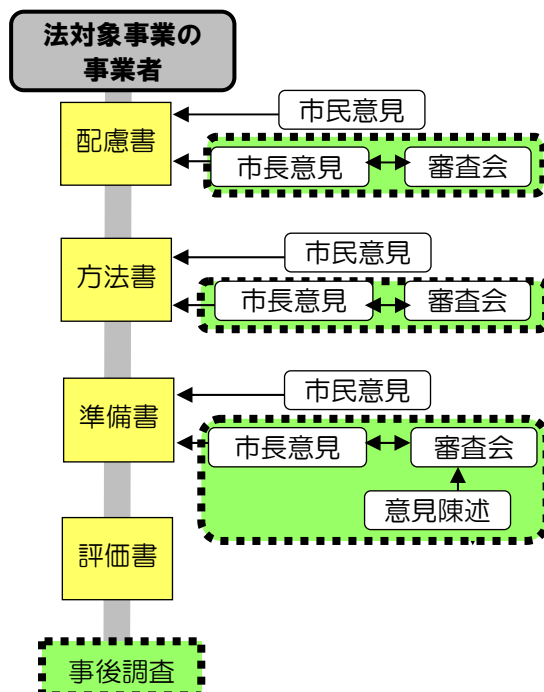 法対象事業の
事業者
市民意見
配慮書
市長意見
審査会
市民意見
方法書
市長意見
審査会
市民意見
準備書
市長意見
審査会
意見陳述
評価書
事後調査